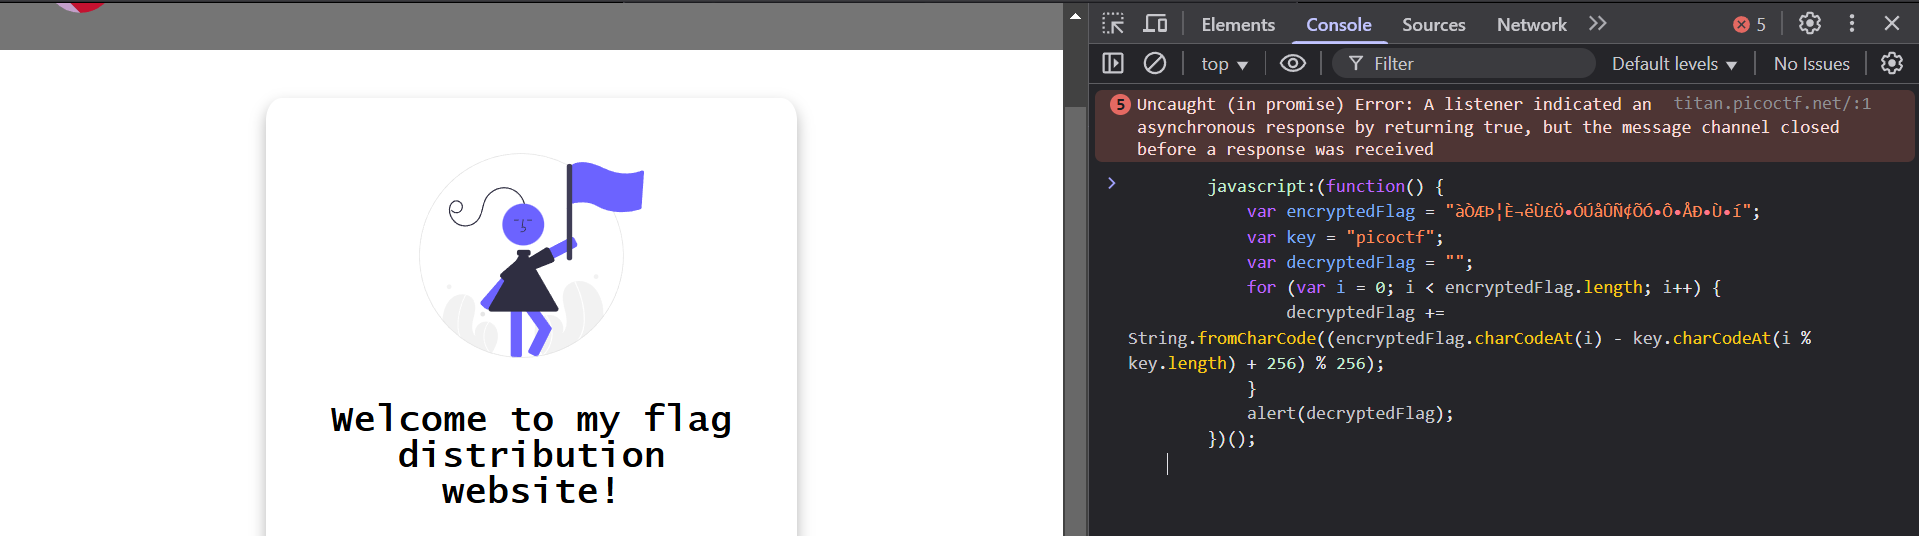 Welcome to my flag
distribution
website!
Elements Console Sources Network 5
top Filter Default levels No Issues
5 Uncaught (in promise) Error: A listener indicated an titan.picoctf.net/:1
asynchronous response by returning true, but the message channel closed
before a response was received
javascript:(function() {
var encryptedFlag = "àÒÆÞ¦È¬ëÙ£Ö•ÓÚåÛÑ¢ÕÓ•Ô•ÅÐ•Ù•í";
var key = "picoctf";
var decryptedFlag = "";
for (var i = 0; i < encryptedFlag.length; i++) {
decryptedFlag +=
String.fromCharCode((encryptedFlag.charCodeAt(i) - key.charCodeAt(i %
key.length) + 256) % 256);
}
alert(decryptedFlag);
})();